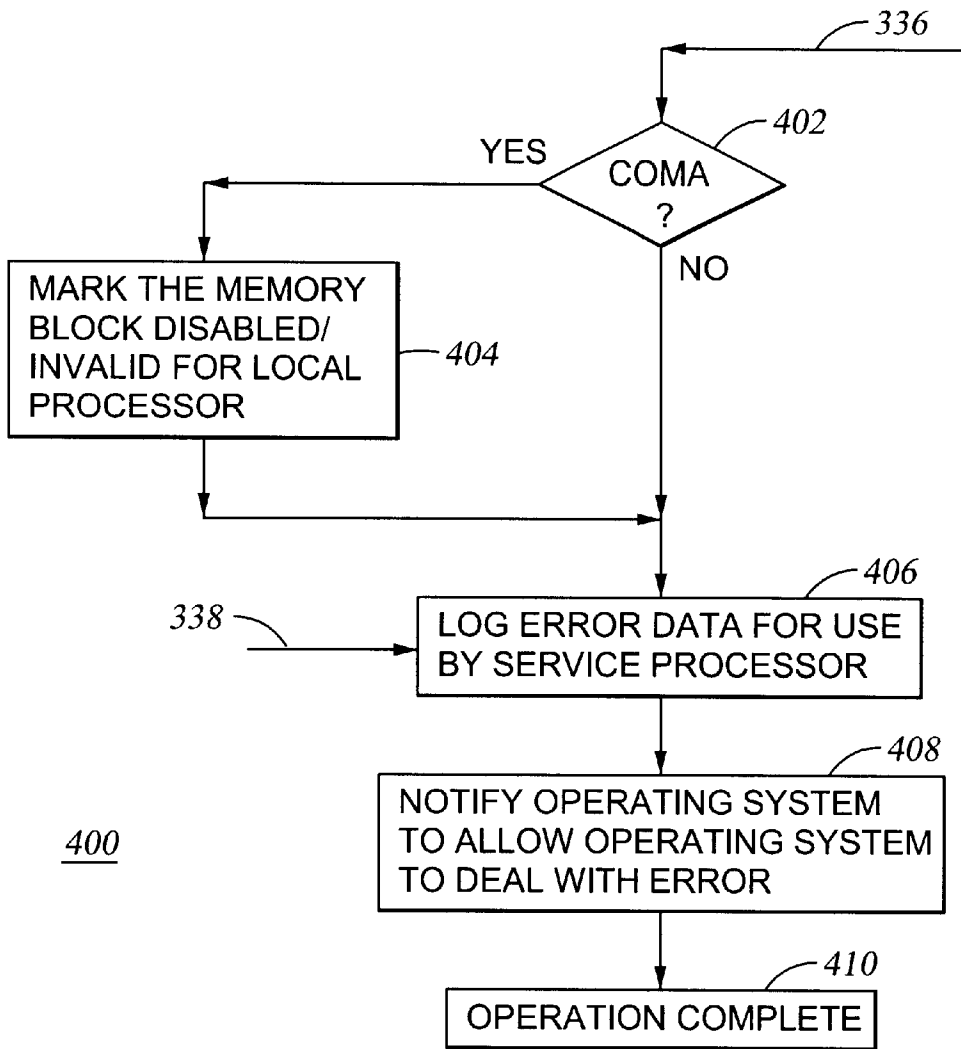 336
402
YES
COMA
?
NO
MARK THE MEMORY
BLOCK DISABLED/
INVALID FOR LOCAL
PROCESSOR
404
406
338
LOG ERROR DATA FOR USE
BY SERVICE PROCESSOR
408
NOTIFY OPERATING SYSTEM
TO ALLOW OPERATING SYSTEM
TO DEAL WITH ERROR
400
410
OPERATION COMPLETE